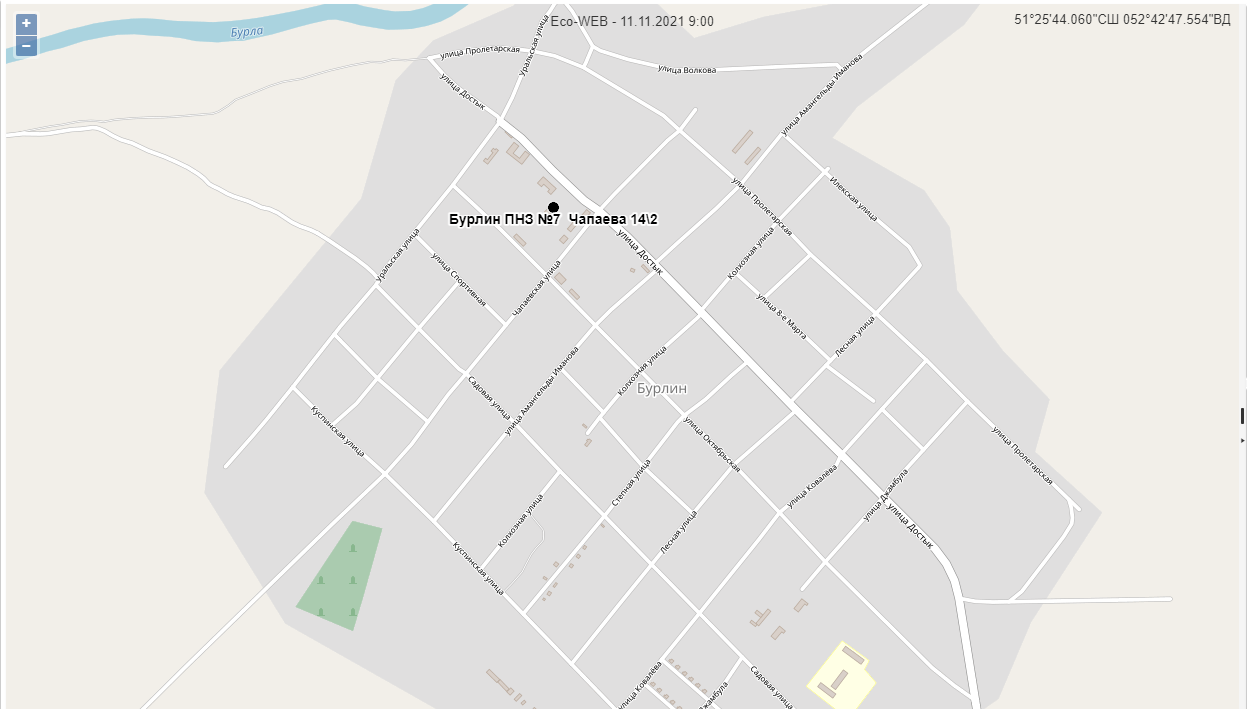 Eco-WEB - 11.11.2021 9:00
51°25'44.060"СШ 052°42'47.554"ВД
+
−
Бурла
Уральская улица
улица Пролетарская
улица Волкова
улица Достык
улица Амангельды Иманова
улица Пролетарская
Илекская улица
Бурлин ПНЗ №7 Чапаева 14\2
Уральская улица
улица Достык
Колхозная улица
улица Спортивная
Чапаевская улица
улица 8-е Марта
Лесная улица
улица Амангельды Иманова
Колхозная улица
Бурлин
Садовая улица
Куспинская улица
улица Октябрьская
улица Пролетарская
Степная улица
улица Ковалёва
улица Джамбула
Колхозная улица
Лесная улица
улица Достык
Куспинская улица
улица Ковалёва
Джамбула
Садовая улица